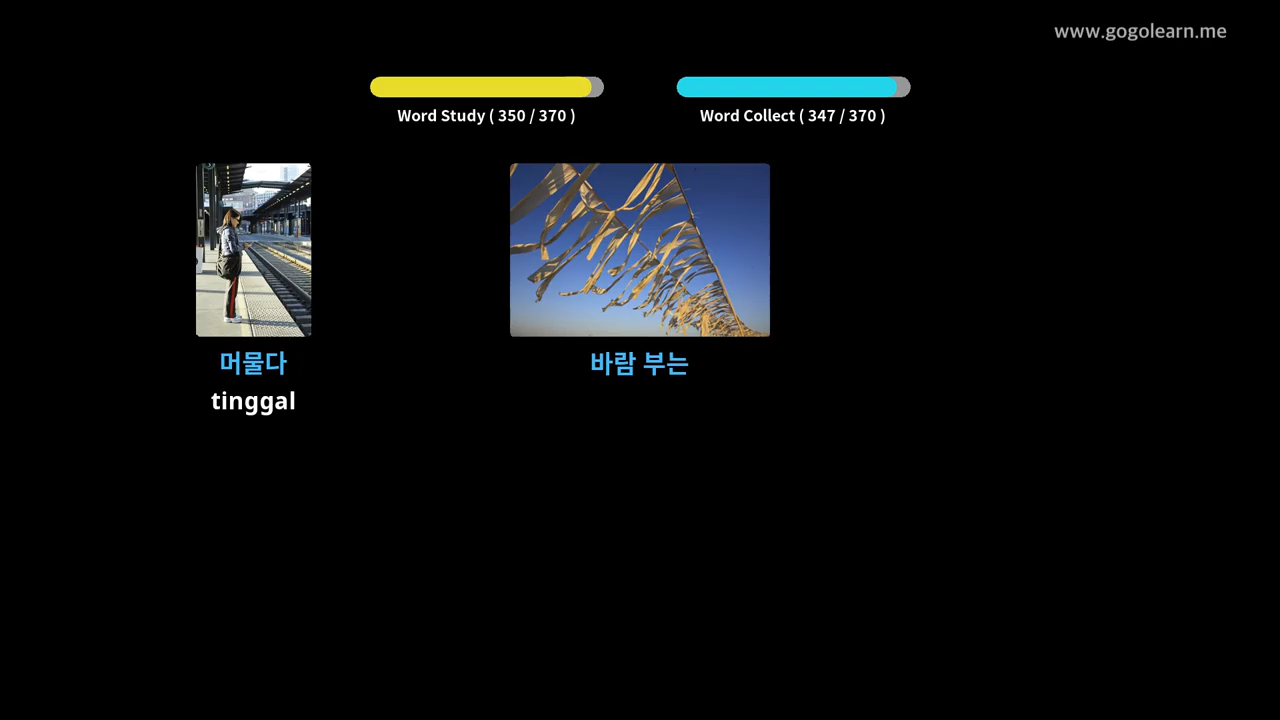 www.gogolearn.me
Word Study ( 350 / 370 )
Word Collect ( 347 / 370 )
머물다
tinggal
바람 부는